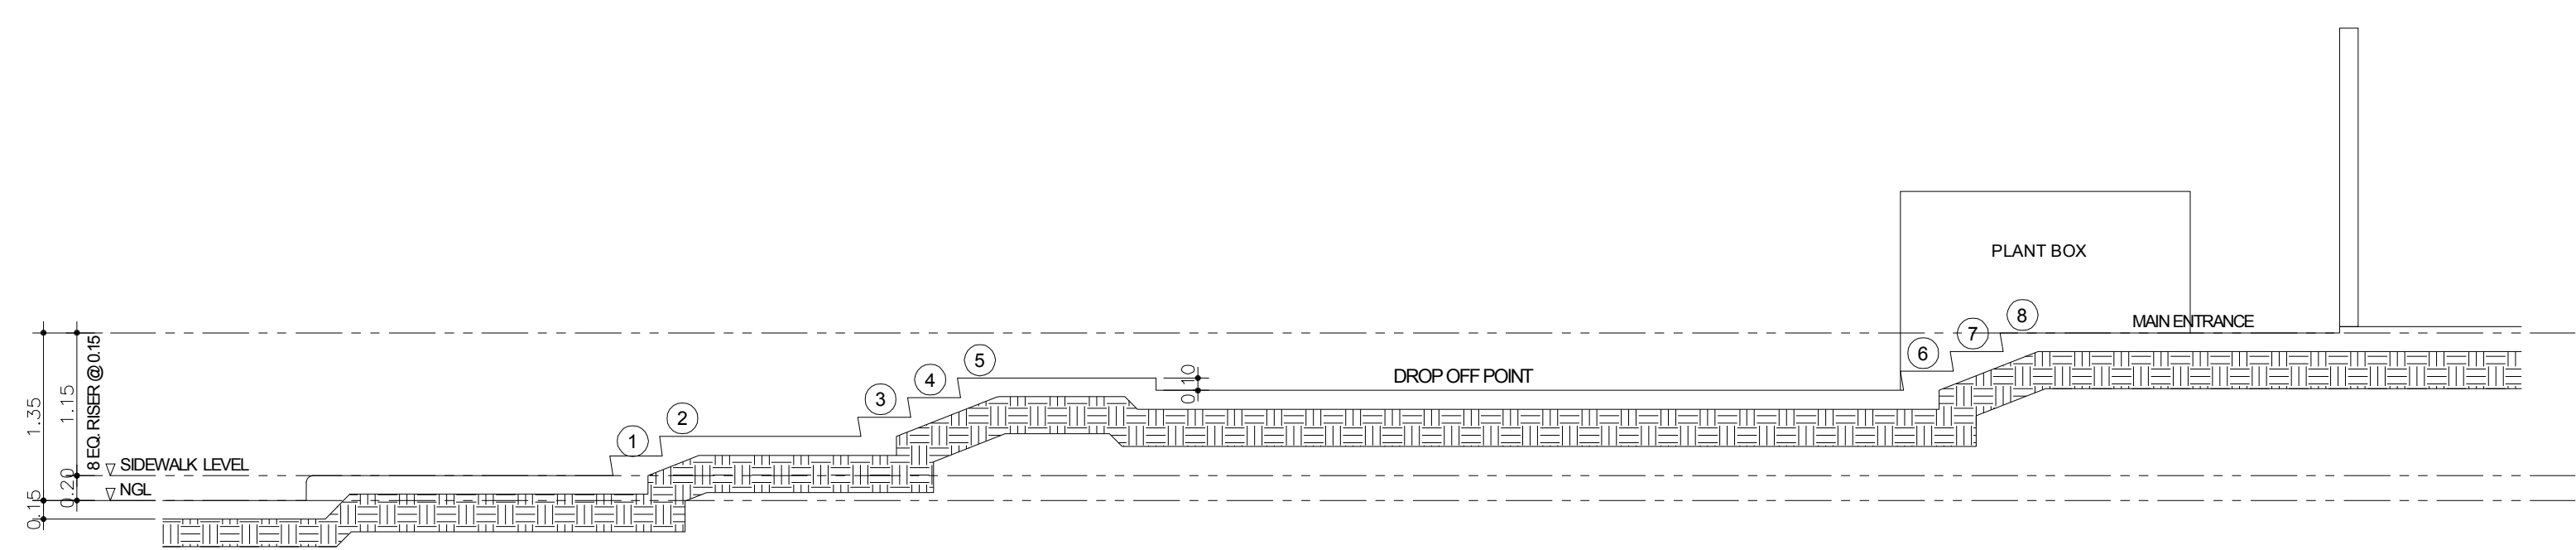 PLANT BOX
8
MAIN ENTRANCE
7
6
5
0.10
DROP OFF POINT
4
3
2
1
1.35
1.15
8 EQ. RISER @ 0.15
SIDEWALK LEVEL
0.20
NGL
0.15